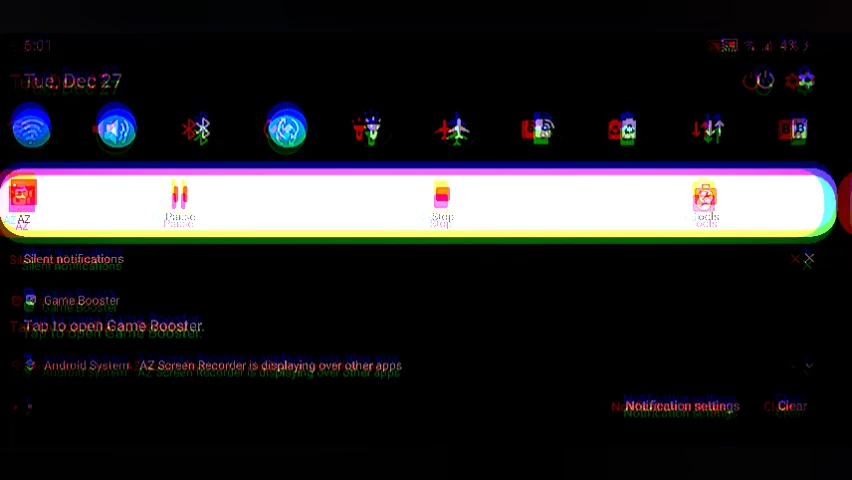 6:01 4%
Tue, Dec 27
AZ Pause Stop Tools
Silent notifications
Game Booster
Tap to open Game Booster.
Android System AZ Screen Recorder is displaying over other apps
Notification settings Clear